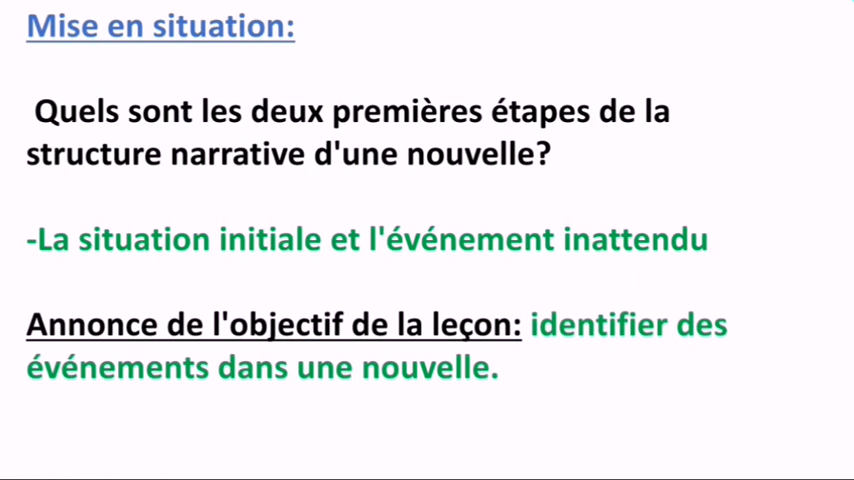 Mise en situation:
Quels sont les deux premières étapes de la
structure narrative d'une nouvelle?
-La situation initiale et l'événement inattendu
Annonce de l'objectif de la leçon: identifier des
événements dans une nouvelle.